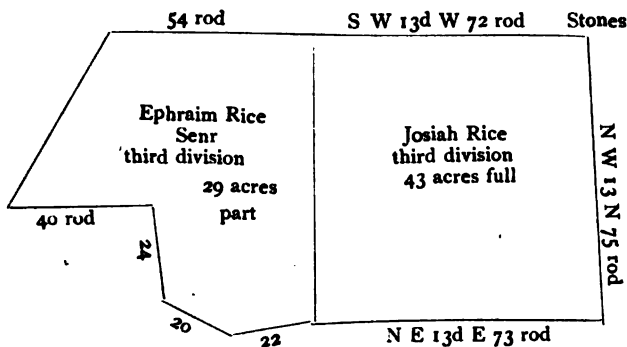 54 rod
S W 13d W 72 rod
Stones
Ephraim Rice
Senr
third division
29 acres
part
Josiah Rice
third division
43 acres full
N W 13 N 75 rod
40 rod
24
20
22
N E 13d E 73 rod